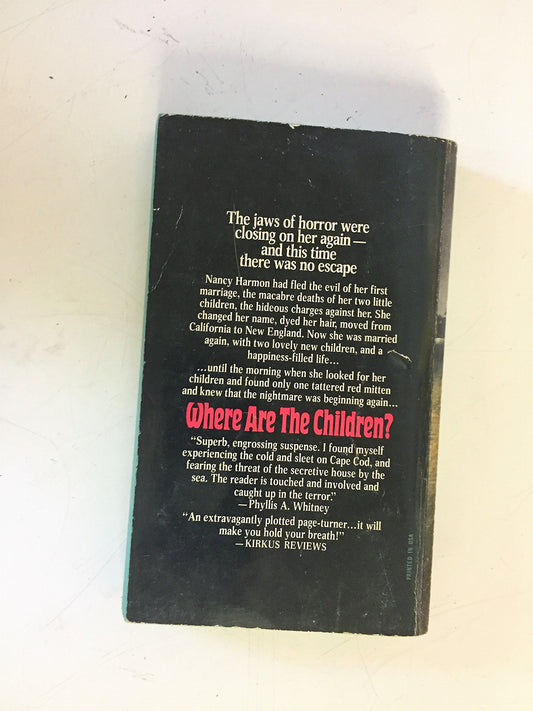 The jaws of horror were
closing on her again—
and this time
there was no escape
Nancy Harmon had fled the evil of her first
marriage, the macabre deaths of her two little
children, the hideous charges against her. She
changed her name, dyed her hair, moved from
California to New England. Now she was married
again, with two lovely new children, and a
happiness-filled life...
...until the morning when she looked for her
children and found only one tattered red mitten
and knew that the nightmare was beginning again...
Where Are The Children?
“Superb, engrossing suspense. I found myself
experiencing the cold and sleet on Cape Cod, and
fearing the threat of the secretive house by the
sea. The reader is touched and involved and
caught up in the terror.”
—Phyllis A. Whitney
“An extravagantly plotted page-turner...it will
make you hold your breath!”
—KIRKUS REVIEWS
PRINTED IN USA